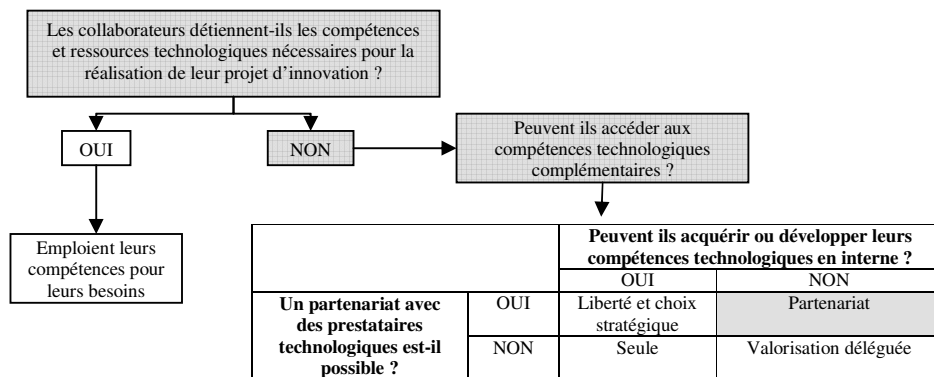 Les collaborateurs détiennent-ils les compétences
et ressources technologiques nécessaires pour la
réalisation de leur projet d'innovation ?
OUI
NON
Peuvent ils accéder aux
compétences technologiques
complémentaires ?
Emploient leurs
compétences pour
leurs besoins
Peuvent ils acquérir ou développer leurs
compétences technologiques en interne ?
OUI
NON
Un partenariat avec
des prestataires
technologiques est-il
possible ?
OUI
Liberté et choix
stratégique
Partenariat
NON
Seule
Valorisation déléguée